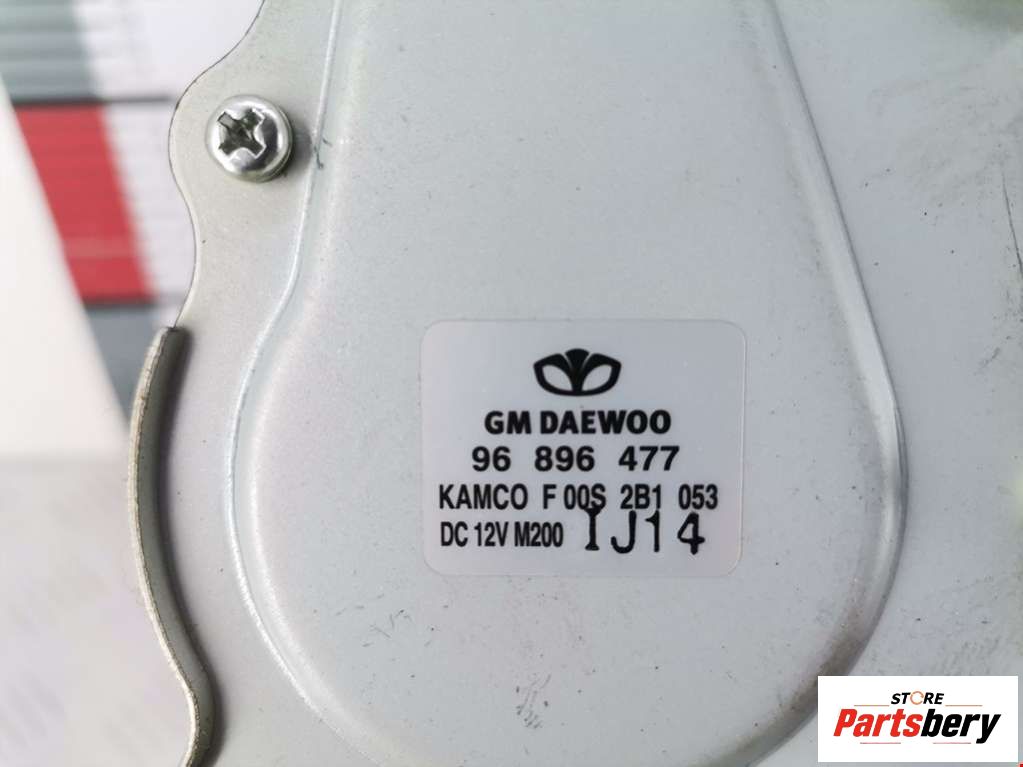 GM DAEWOO
96 896 477
KAMCO F 00S 2B1 053
DC 12V M200 IJ14
STORE
Partsbery